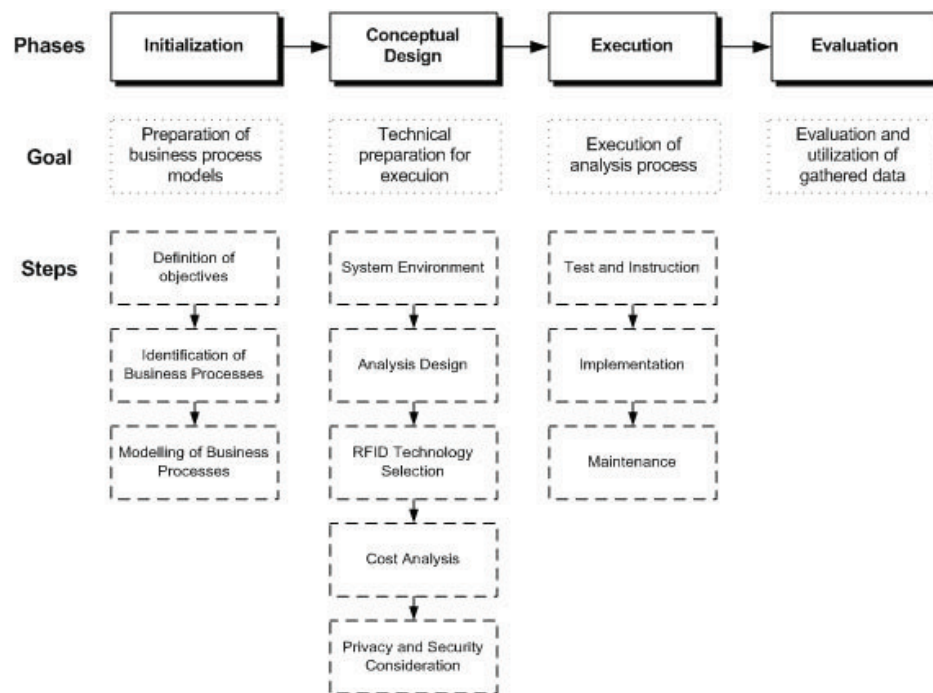 Phases
Initialization
Conceptual
Design
Execution
Evaluation
Goal
Preparation of
business process
models
Technical
preparation for
execuion
Execution of
analysis process
Evaluation and
utilization of
gathered data
Steps
Definition of
objectives
System Environment
Test and Instruction
Identification of
Business Processes
Analysis Design
Implementation
Modelling of Business
Processes
RFID Technology
Selection
Maintenance
Cost Analysis
Privacy and Security
Consideration